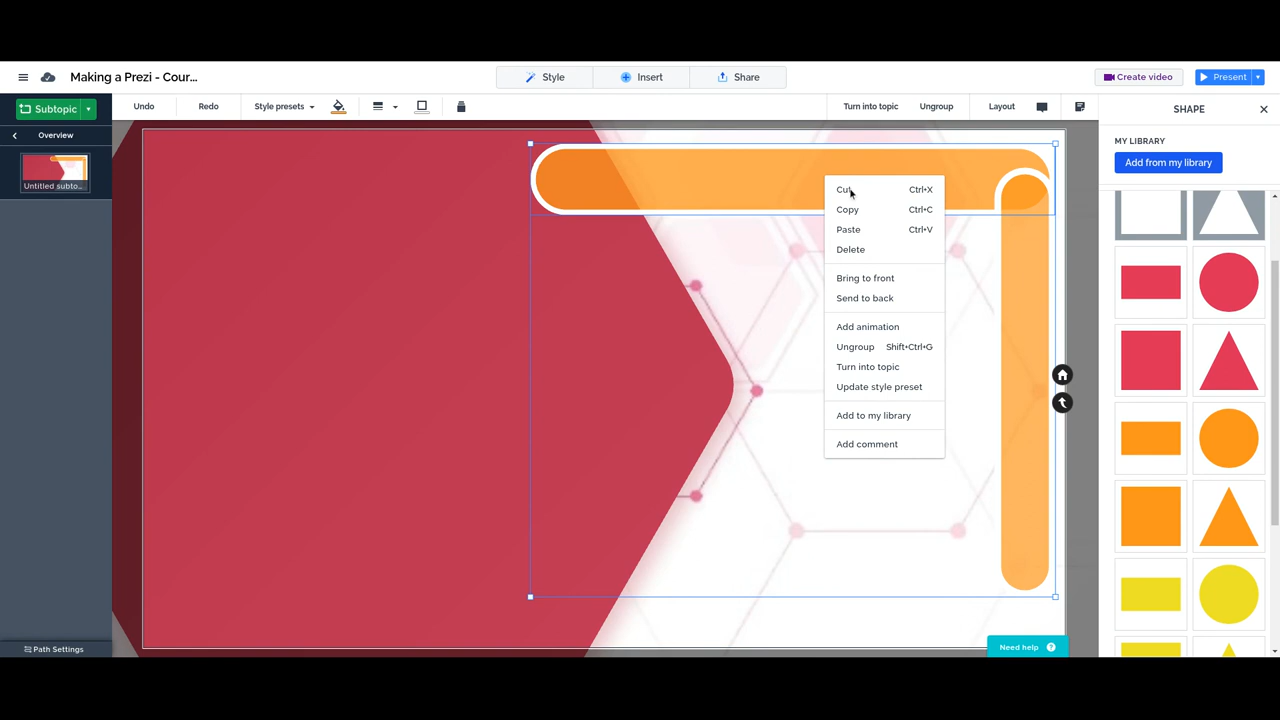 Making a Prezi - Cour...
Style
Insert
Share
Create video
Present
Subtopic
Undo
Redo
Style presets
Turn into topic
Ungroup
Layout
SHAPE
Overview
MY LIBRARY
Add from my library
Untitled subto...
Cut Ctrl+X
Copy Ctrl+C
Paste Ctrl+V
Delete
Bring to front
Send to back
Add animation
Ungroup Shift+Ctrl+G
Turn into topic
Update style preset
Add to my library
Add comment
Path Settings
Need help ?